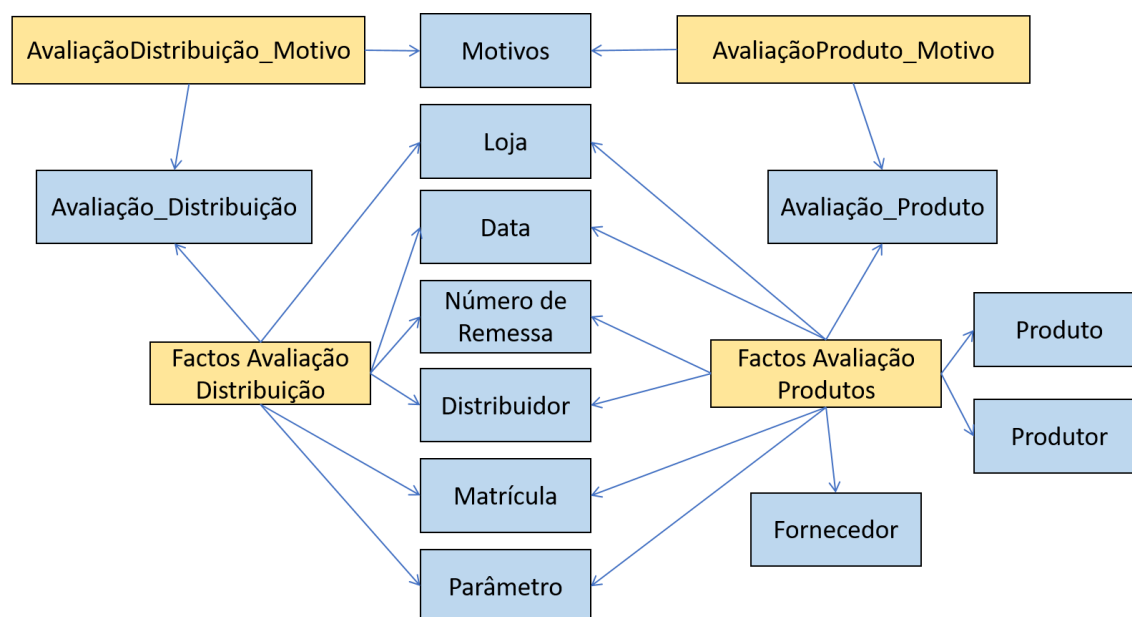 AvaliaçãoDistribuição_Motivo
Motivos
AvaliaçãoProduto_Motivo
Loja
Avaliação_Distribuição
Avaliação_Produto
Data
Número de
Remessa
Produto
Factos Avaliação
Distribuição
Factos Avaliação
Produtos
Distribuidor
Produtor
Matrícula
Fornecedor
Parâmetro